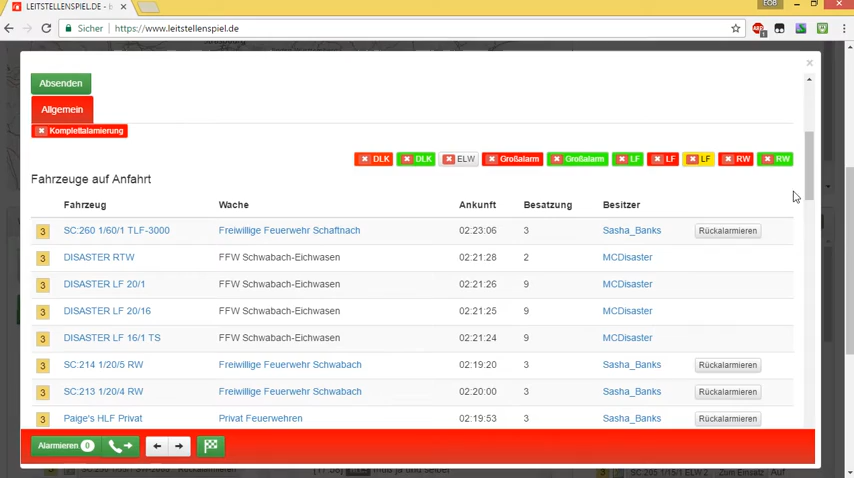 LEITSTELLENSPIEL.DE - b
EOB
Sicher
https://www.leitstellenspiel.de
Absenden
Allgemein
Komplettalamierung
DLK DLK ELW Großalarm Großalarm LF LF LF RW RW
Fahrzeuge auf Anfahrt
Fahrzeug Wache Ankunft Besatzung Besitzer
3 SC:260 1/60/1 TLF-3000 Freiwillige Feuerwehr Schaftnach 02:23:06 3 Sasha_Banks Rückalarmieren
3 DISASTER RTW FFW Schwabach-Eichwasen 02:21:28 2 MCDisaster
3 DISASTER LF 20/1 FFW Schwabach-Eichwasen 02:21:26 9 MCDisaster
3 DISASTER LF 20/16 FFW Schwabach-Eichwasen 02:21:25 9 MCDisaster
3 DISASTER LF 16/1 TS FFW Schwabach-Eichwasen 02:21:24 9 MCDisaster
3 SC:214 1/20/5 RW Freiwillige Feuerwehr Schwabach 02:19:20 3 Sasha_Banks Rückalarmieren
3 SC:213 1/20/4 RW Freiwillige Feuerwehr Schwabach 02:20:00 3 Sasha_Banks Rückalarmieren
3 Paige's HLF Privat Privat Feuerwehren 02:19:53 3 Sasha_Banks Rückalarmieren
Alarmieren 0
muss ja und selber